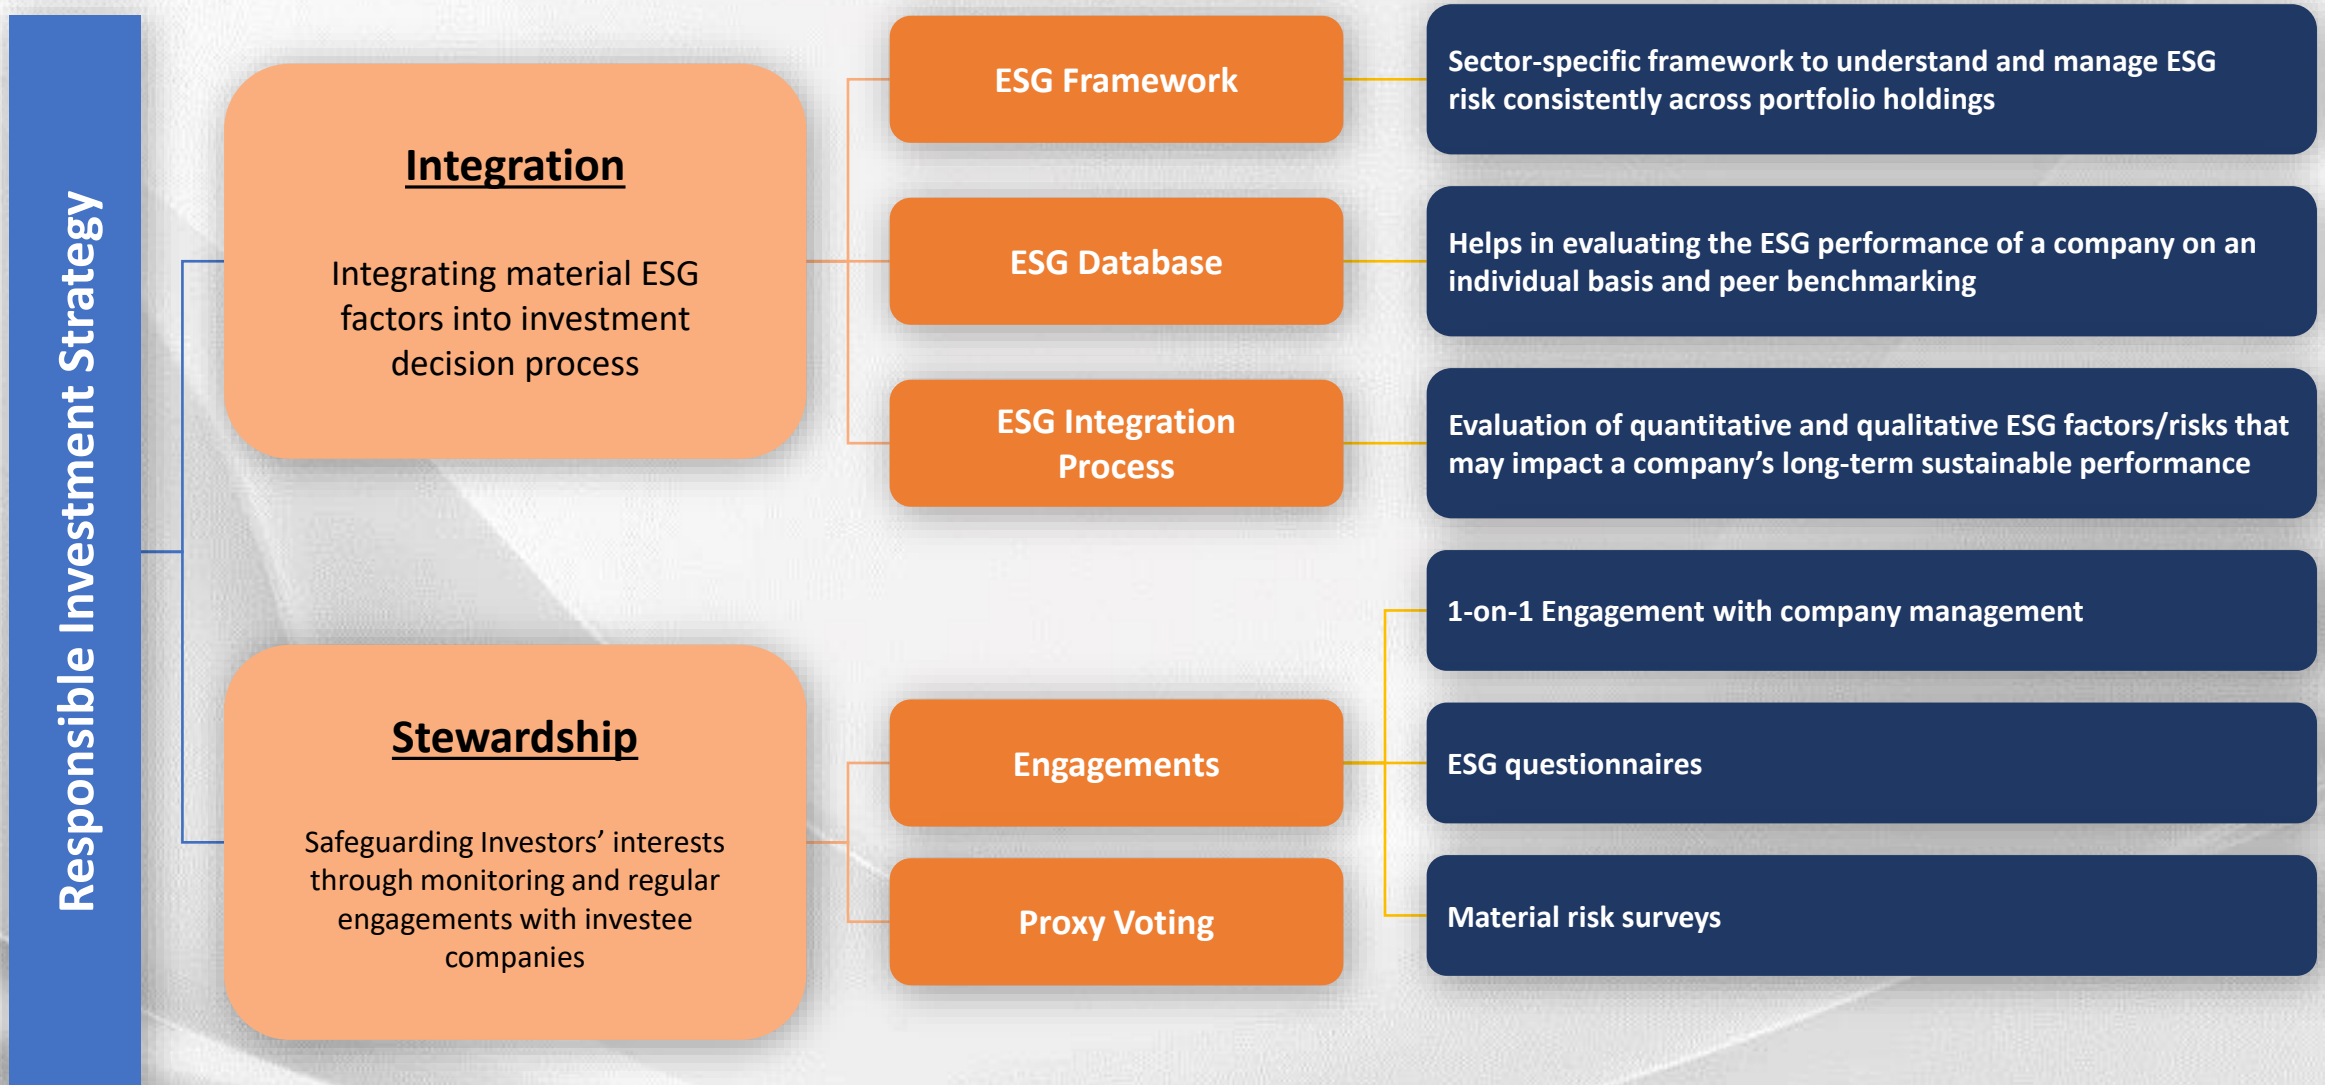 Responsible Investment Strategy
Integration
Integrating material ESG
factors into investment
decision process
ESG Framework
Sector-specific framework to understand and manage ESG
risk consistently across portfolio holdings
ESG Database
Helps in evaluating the ESG performance of a company on an
individual basis and peer benchmarking
ESG Integration
Process
Evaluation of quantitative and qualitative ESG factors/risks that
may impact a company’s long-term sustainable performance
Stewardship
Safeguarding Investors’ interests
through monitoring and regular
engagements with investee
companies
Engagements
1-on-1 Engagement with company management
ESG questionnaires
Material risk surveys
Proxy Voting